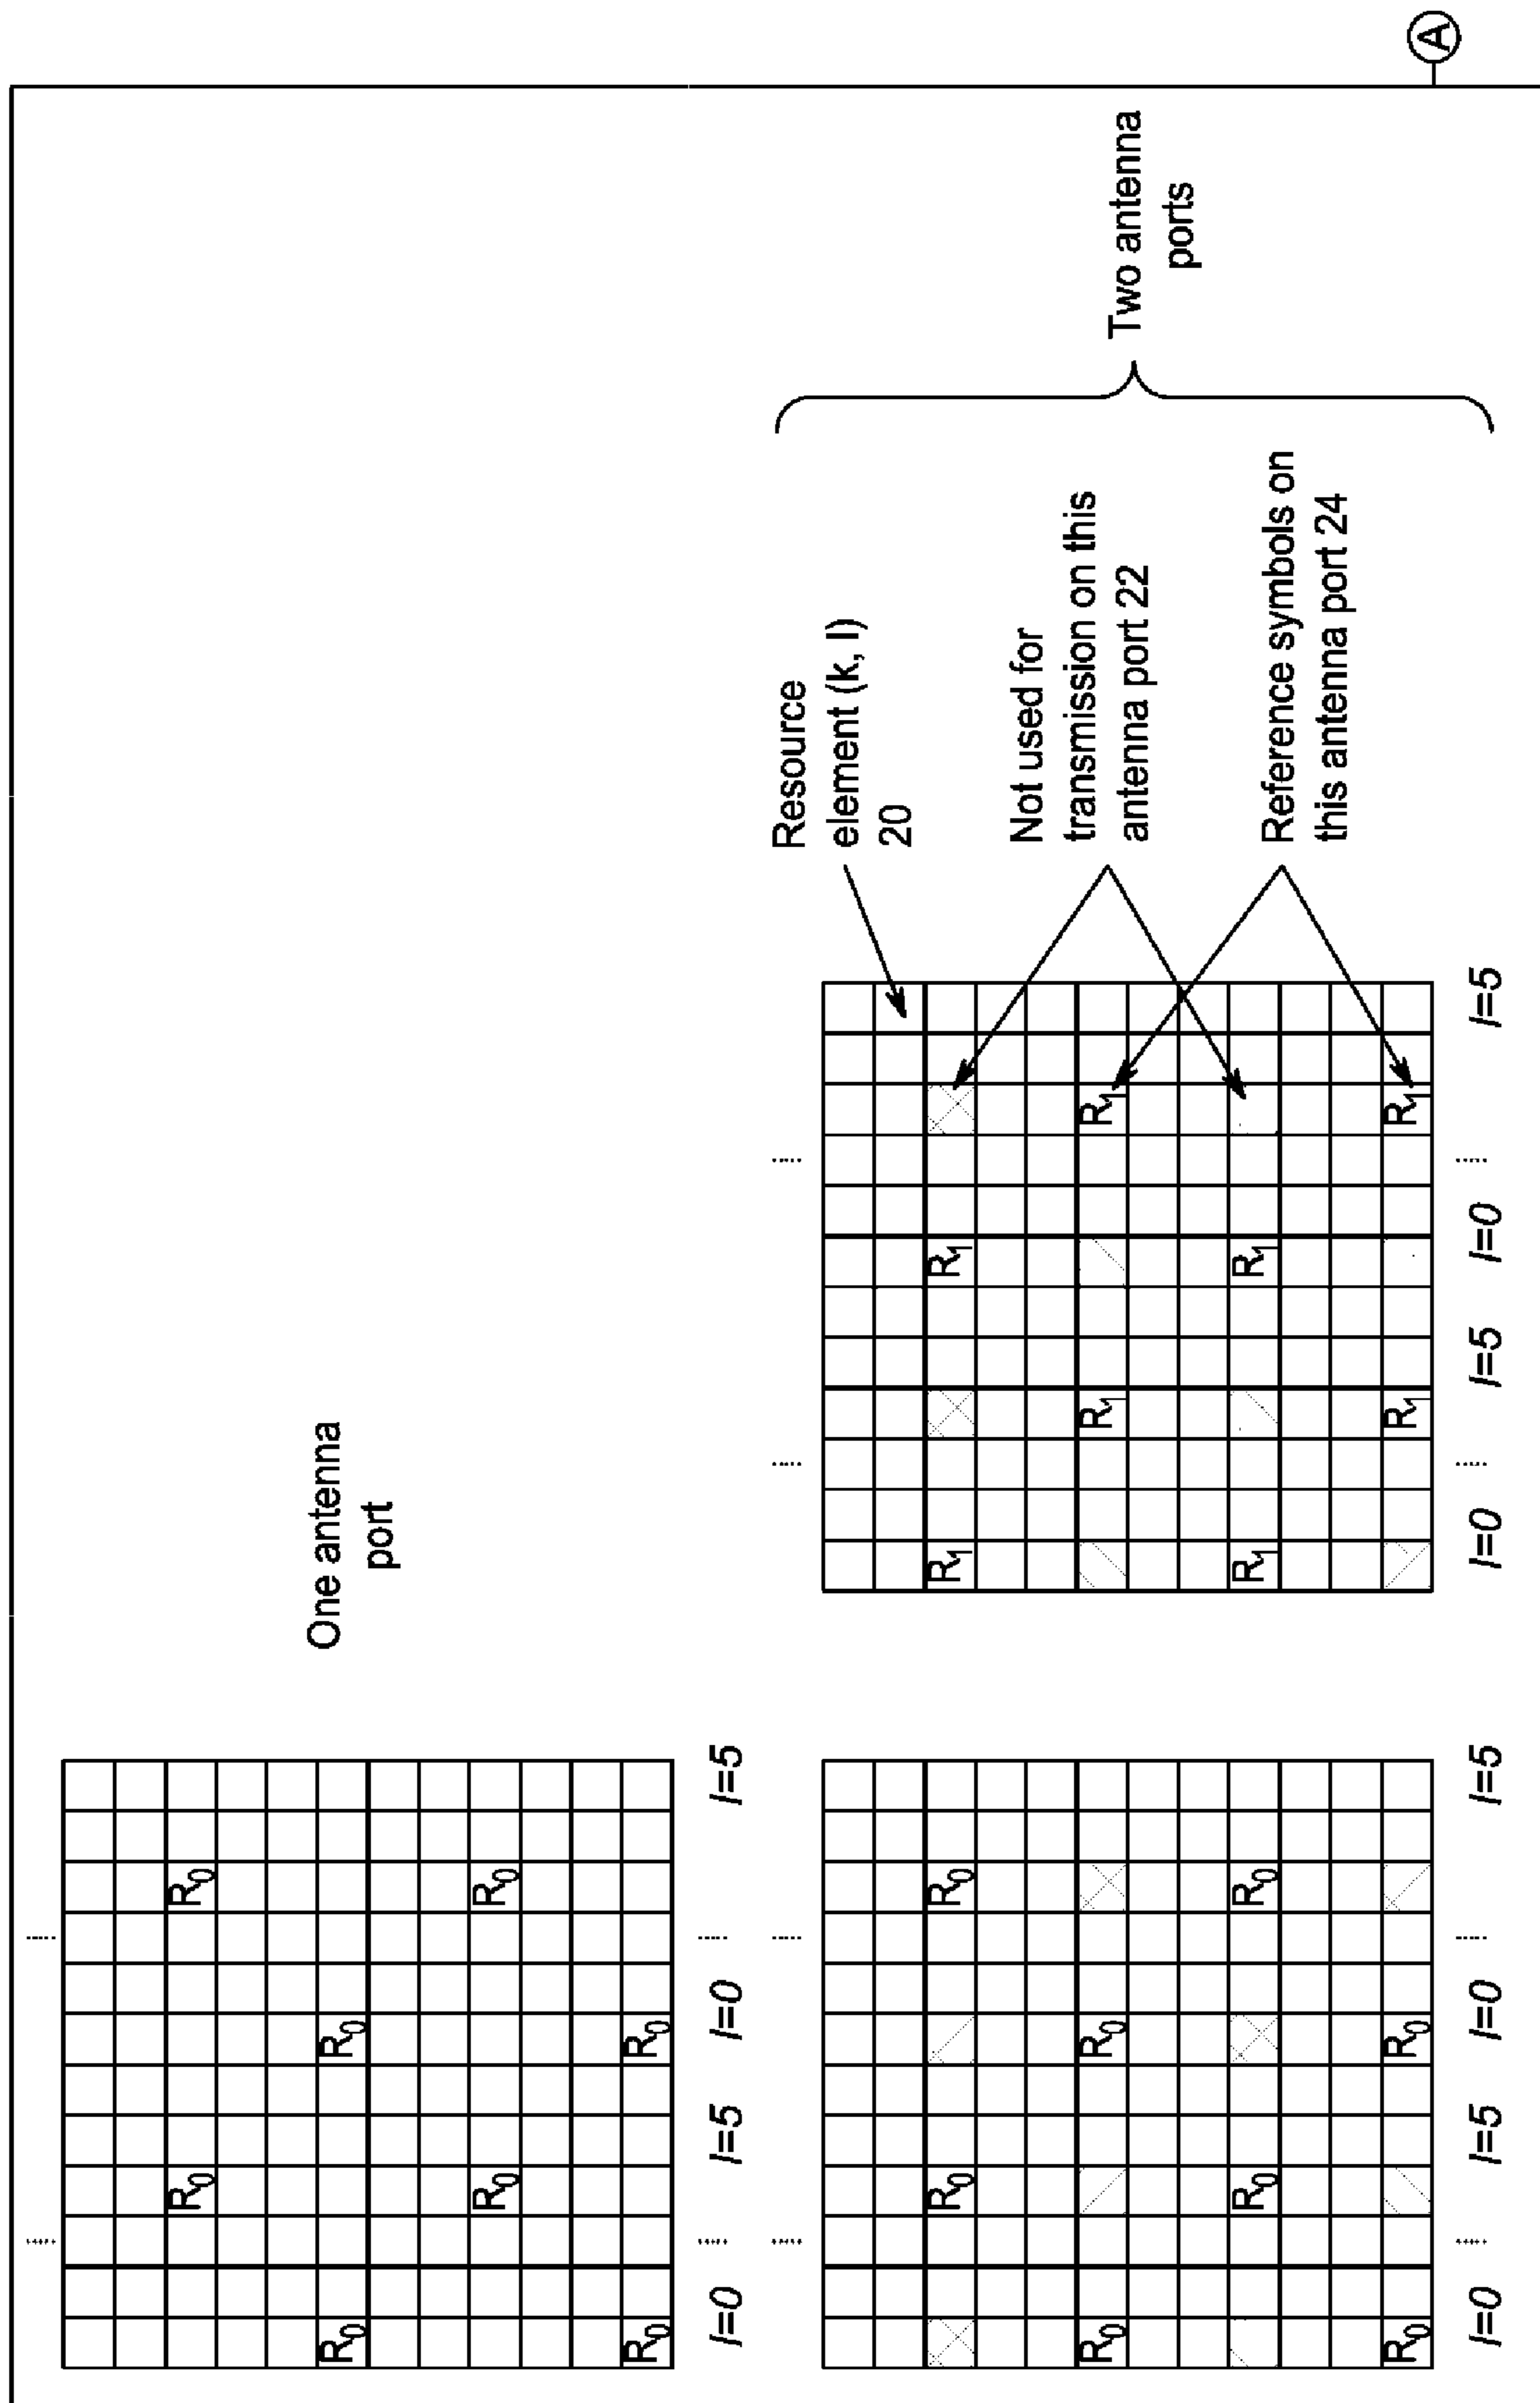 R0 R0
R0 R0
R0 R0
R0 R0
l=0 l=5 l=0 l=5
One antenna
port
R0 R0
R0 R0
R0 R0
R0 R0
l=0 l=5 l=0 l=5
R1 R1
R1 R1
R1 R1
R1 R1
l=0 l=5 l=0 l=5
Resource
element (k, l)
20
Not used for
transmission on this
antenna port 22
Reference symbols on
this antenna port 24
Two antenna
ports
A